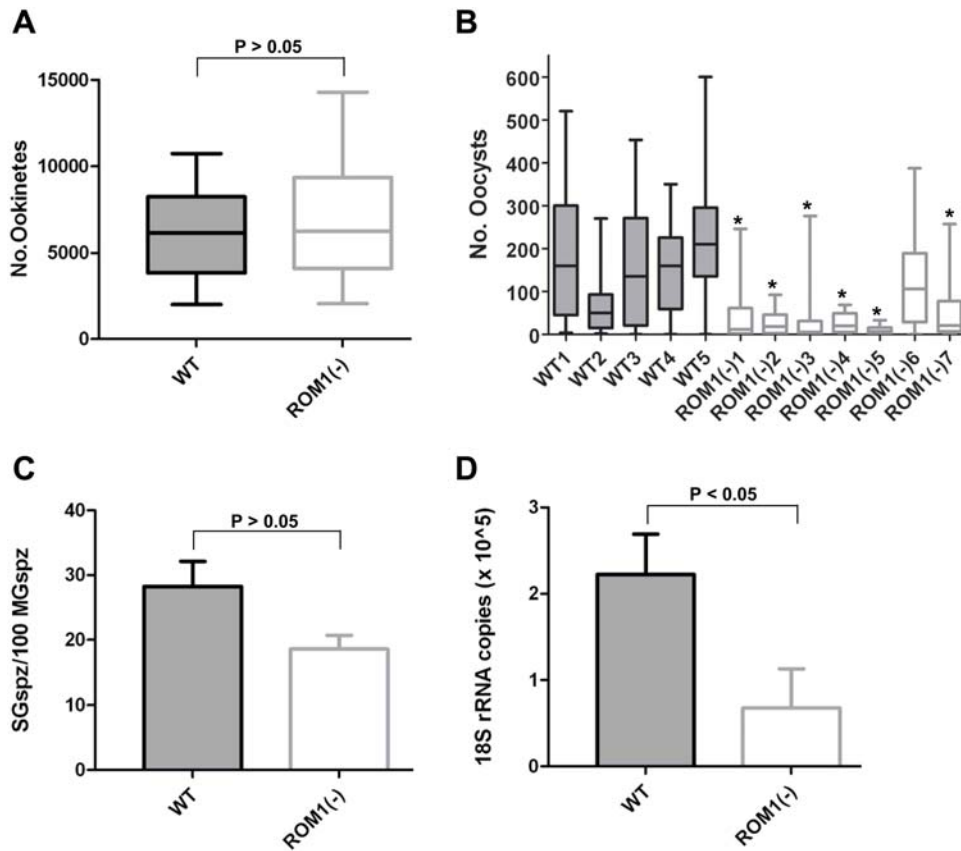 A
P > 0.05
15000
10000
5000
0
No.Ookinetes
WT
ROM1(-)
B
600
500
400
300
200
100
0
No. Oocysts
*
*
*
*
*
*
WT1
WT2
WT3
WT4
WT5
ROM1(-)1
ROM1(-)2
ROM1(-)3
ROM1(-)4
ROM1(-)5
ROM1(-)6
ROM1(-)7
C
P > 0.05
40
30
20
10
0
SGspz/100 MGspz
WT
ROM1(-)
D
P < 0.05
3
2
1
0
18S rRNA copies (x 10^5)
WT
ROM1(-)